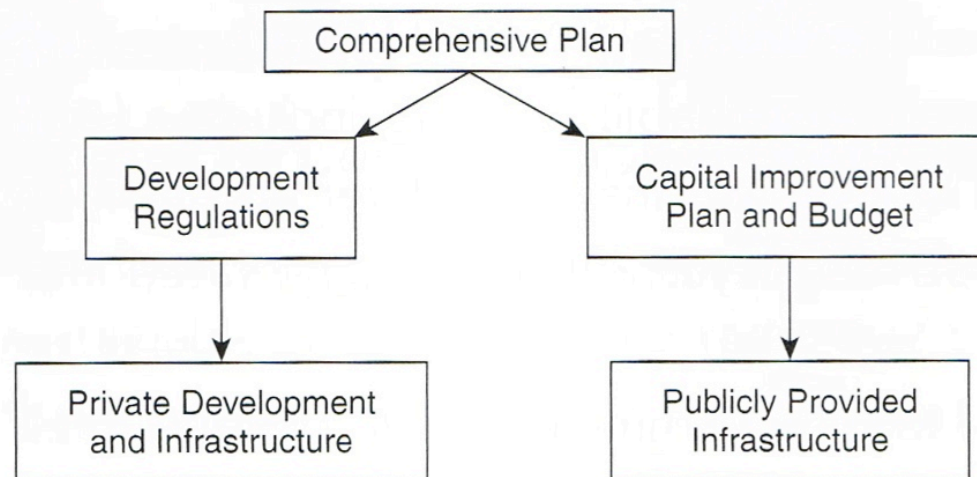 Comprehensive Plan
Development
Regulations
Capital Improvement
Plan and Budget
Private Development
and Infrastructure
Publicly Provided
Infrastructure